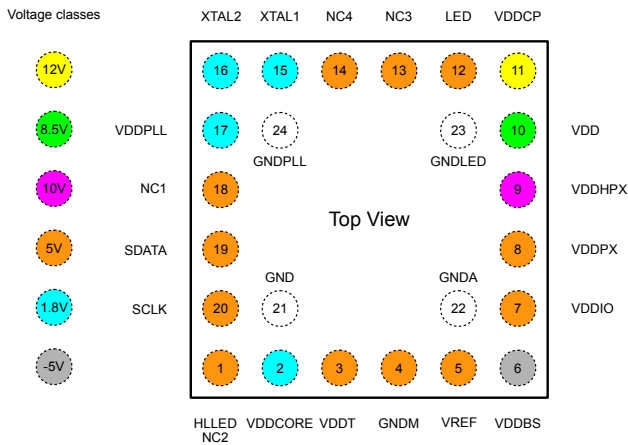 Voltage classes XTAL2 XTAL1 NC4 NC3 LED VDDCP
12V 16 15 14 13 12 11
8.5V VDDPLL 17 24 23 10 VDD
GNDPLL GNDLED
10V NC1 18 9 VDDHPX
Top View
5V SDATA 19 8 VDDPX
GND GNDA
1.8V SCLK 20 21 22 7 VDDIO
-5V 1 2 3 4 5 6
HLLED VDDCORE VDDT GNDM VREF VDDBS
NC2